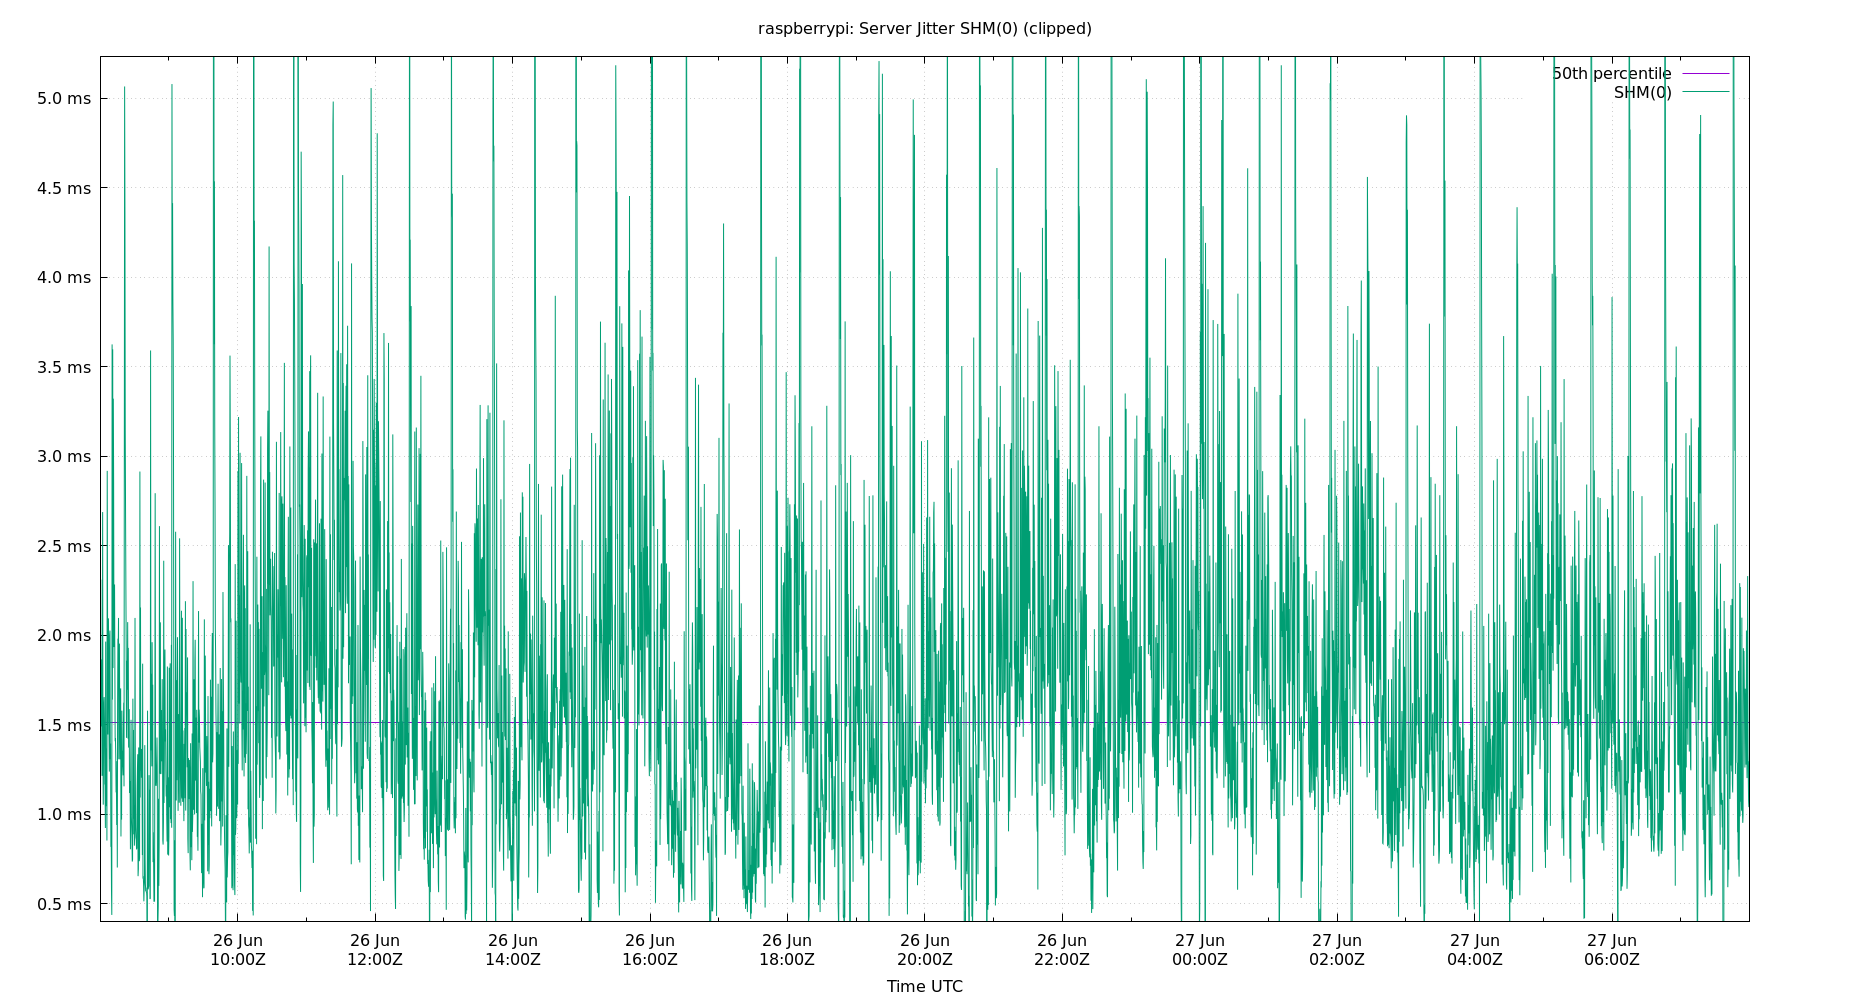 raspberrypi: Server Jitter SHM(0) (clipped)
50th percentile
SHM(0)
5.0 ms
4.5 ms
4.0 ms
3.5 ms
3.0 ms
2.5 ms
2.0 ms
1.5 ms
1.0 ms
0.5 ms
26 Jun 26 Jun 26 Jun 26 Jun 26 Jun 26 Jun 26 Jun 27 Jun 27 Jun 27 Jun 27 Jun
10:00Z 12:00Z 14:00Z 16:00Z 18:00Z 20:00Z 22:00Z 00:00Z 02:00Z 04:00Z 06:00Z
Time UTC